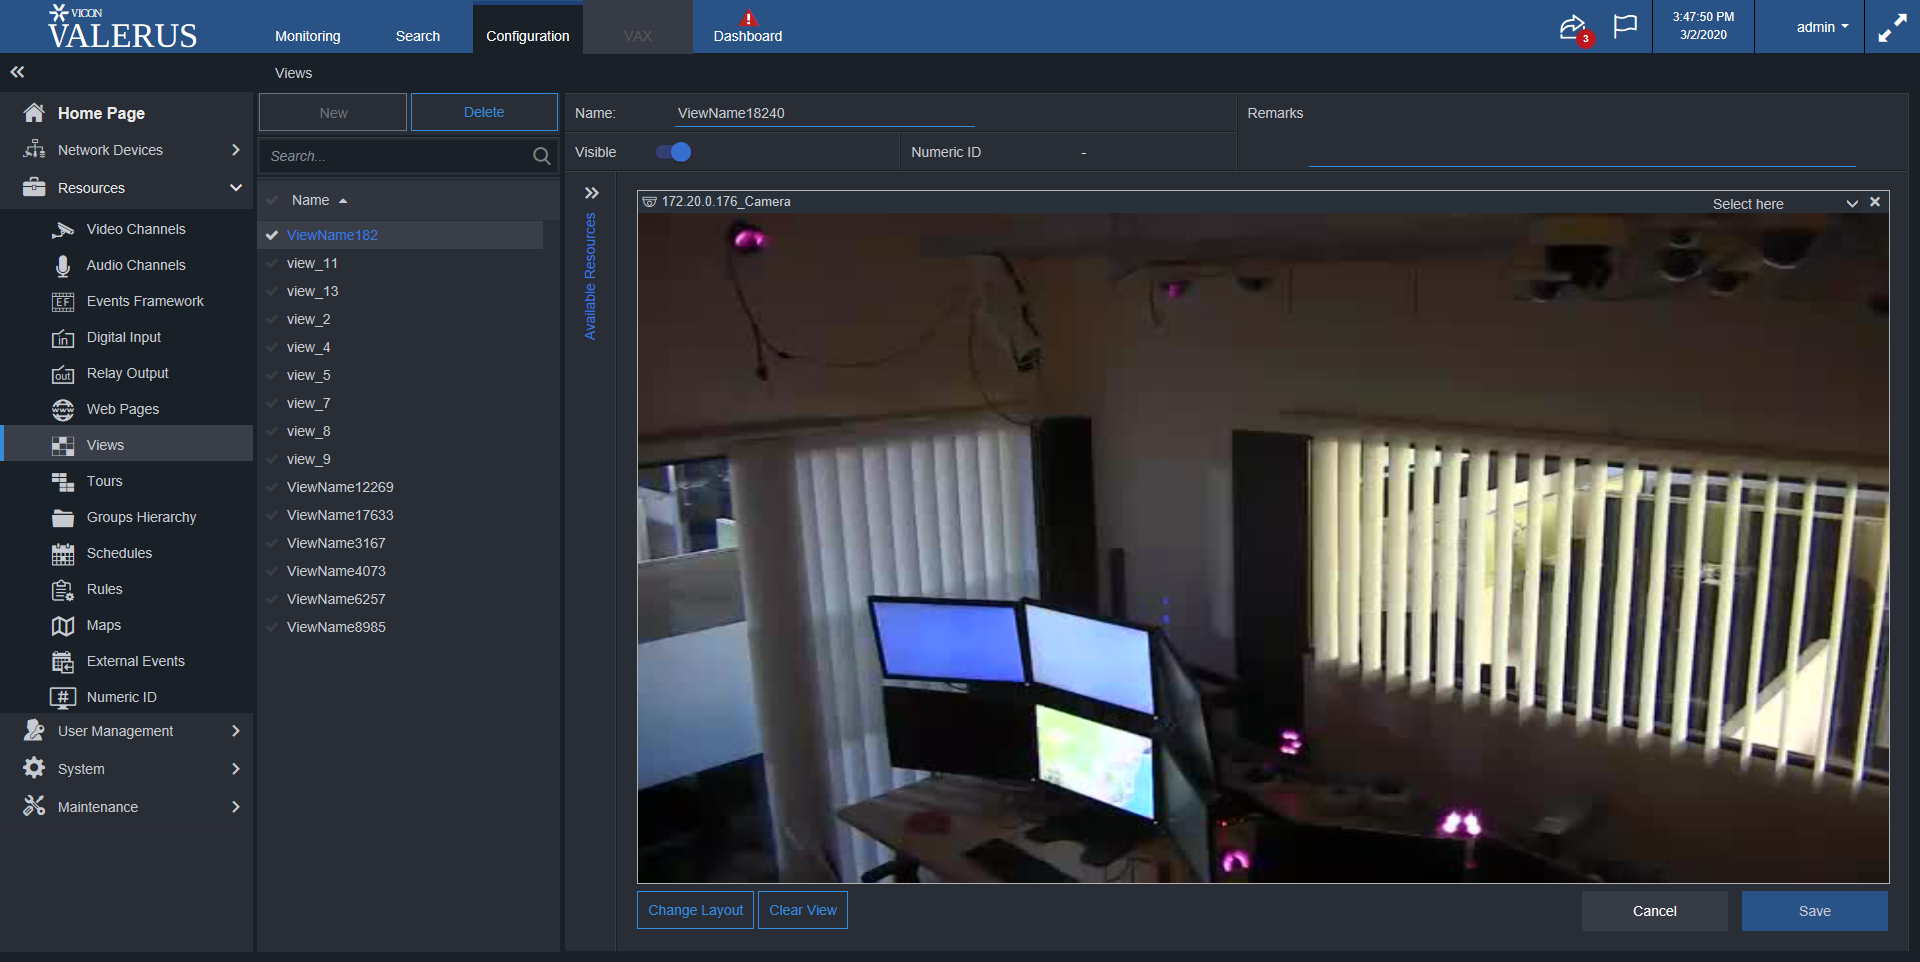 VICON
VALERUS
Monitoring
Search
Configuration
VAX
Dashboard
3
3:47:50 PM
3/2/2020
admin
Views
Home Page
Network Devices
Resources
Video Channels
Audio Channels
EF
Events Framework
in
Digital Input
out
Relay Output
www
Web Pages
Views
Tours
Groups Hierarchy
Schedules
Rules
Maps
External Events
#
Numeric ID
User Management
System
Maintenance
New
Delete
Search...
Name
ViewName182
view_11
view_13
view_2
view_4
view_5
view_7
view_8
view_9
ViewName12269
ViewName17633
ViewName3167
ViewName4073
ViewName6257
ViewName8985
Name:
ViewName18240
Remarks
Visible
Numeric ID
-
Available Resources
172.20.0.176_Camera
Select here
Change Layout
Clear View
Cancel
Save